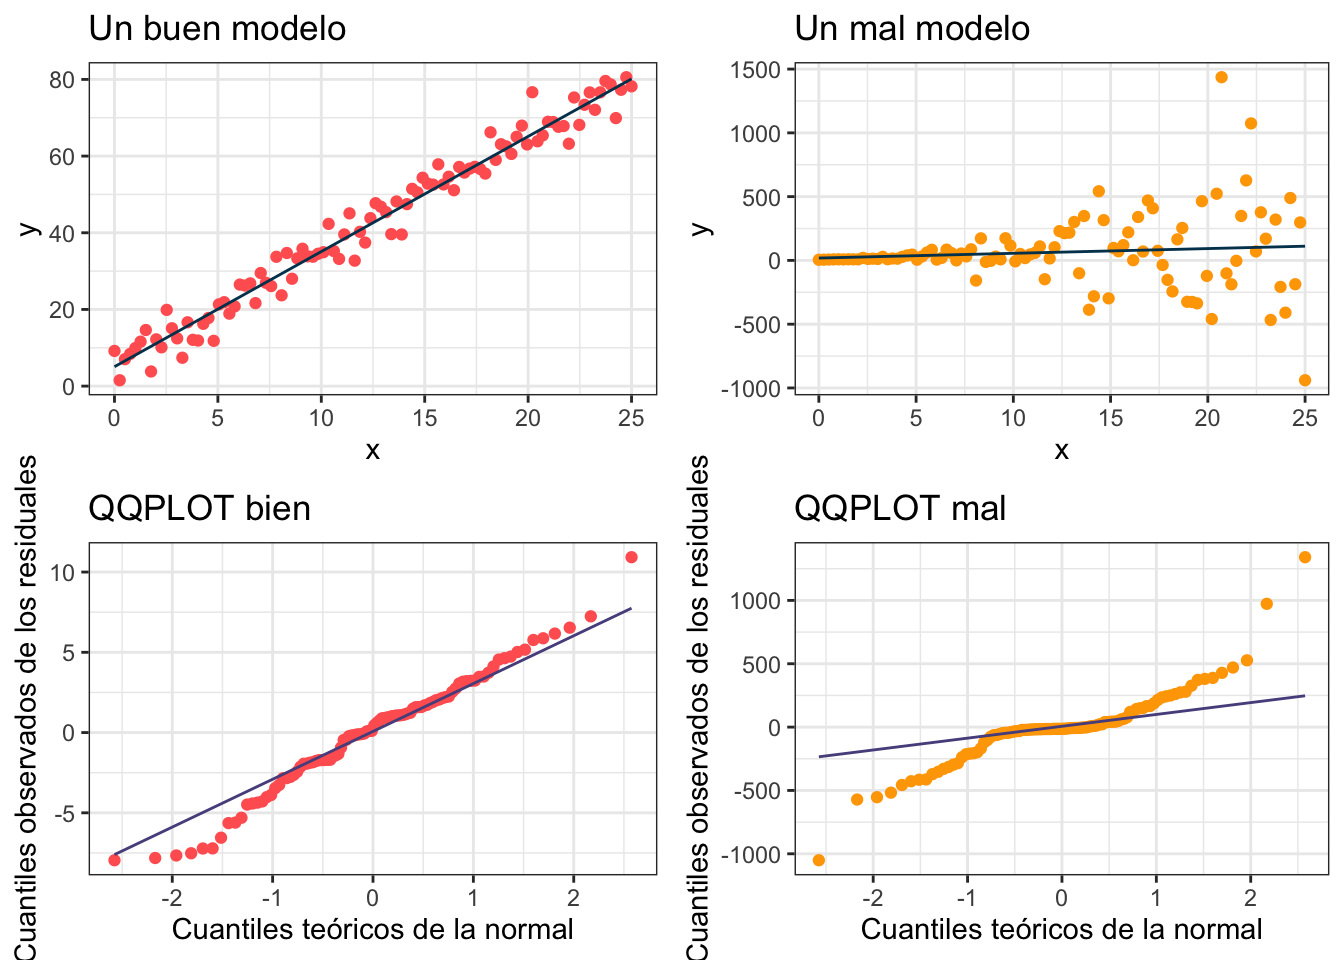 Un buen modelo
80
60
40
20
0
y
0 5 10 15 20 25
x
Un mal modelo
1500
1000
500
0
-500
-1000
y
0 5 10 15 20 25
x
QQPLOT bien
10
5
0
-5
Cuantiles observados de los residuales
-2 -1 0 1 2
Cuantiles teóricos de la normal
QQPLOT mal
1000
500
0
-500
-1000
Cuantiles observados de los residuales
-2 -1 0 1 2
Cuantiles teóricos de la normal